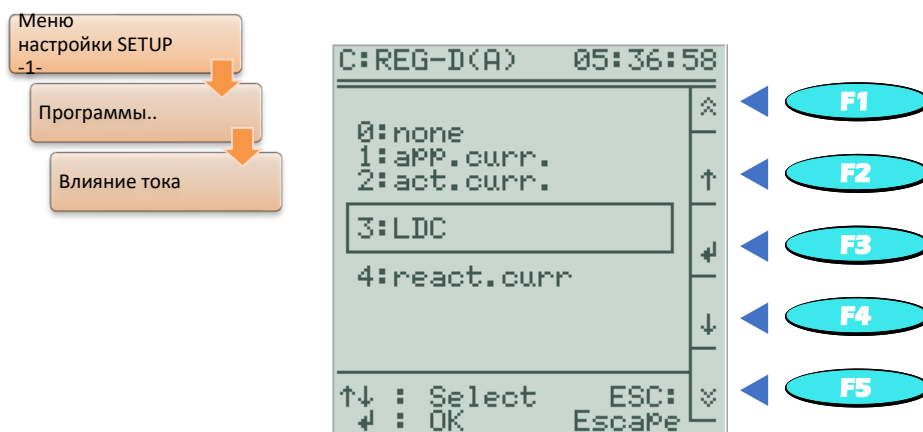 Меню
настройки SETUP
-1-
Программы..
Влияние тока
C:REG-D(A) 05:36:58
0:none
1:app.curr.
2:act.curr.
3:LDC
4:react.curr
↑↓ : Select ESC:
↲ : OK Escape
F1
F2
F3
F4
F5